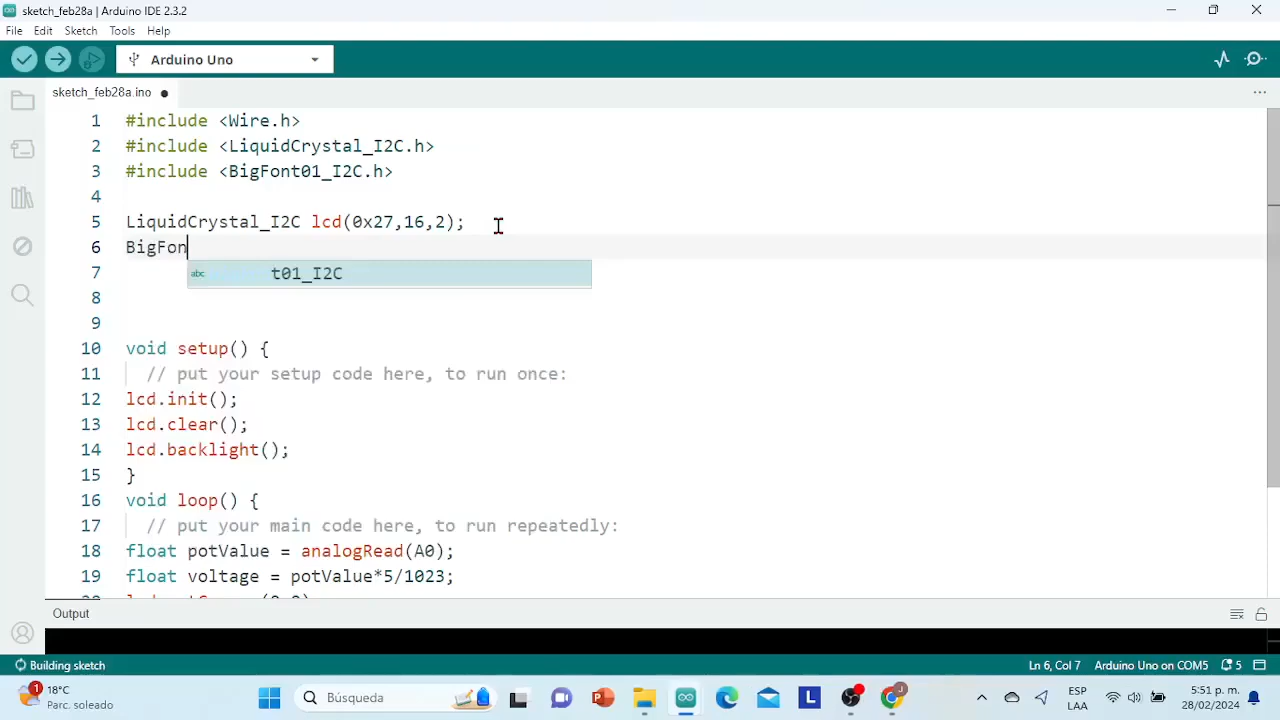 sketch_feb28a | Arduino IDE 2.3.2
File Edit Sketch Tools Help
Arduino Uno
sketch_feb28a.ino
1 #include <Wire.h>
2 #include <LiquidCrystal_I2C.h>
3 #include <BigFont01_I2C.h>
4
5 LiquidCrystal_I2C lcd(0x27,16,2);
6 BigFon
7 abc t01_I2C
8
9
10 void setup() {
11 // put your setup code here, to run once:
12 lcd.init();
13 lcd.clear();
14 lcd.backlight();
15 }
16 void loop() {
17 // put your main code here, to run repeatedly:
18 float potValue = analogRead(A0);
19 float voltage = potValue*5/1023;
Output
Building sketch Ln 6, Col 7 Arduino Uno on COM5 5
1 18°C Búsqueda L J ESP 5:51 p. m.
Parc. soleado LAA 28/02/2024